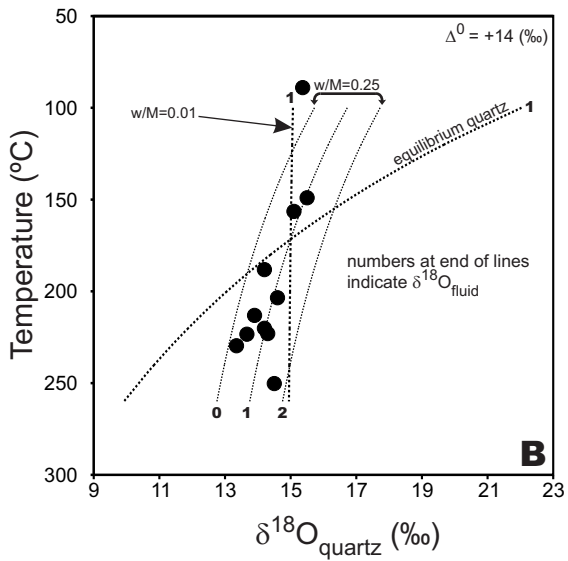 50
100
150
200
250
300
Temperature (ºC)
Δ⁰ = +14 (‰)
w/M=0.25
w/M=0.01
1
1
equilibrium quartz
numbers at end of lines
indicate δ¹⁸O_fluid
0 1 2
B
9 11 13 15 17 19 21 23
δ¹⁸O_quartz (‰)